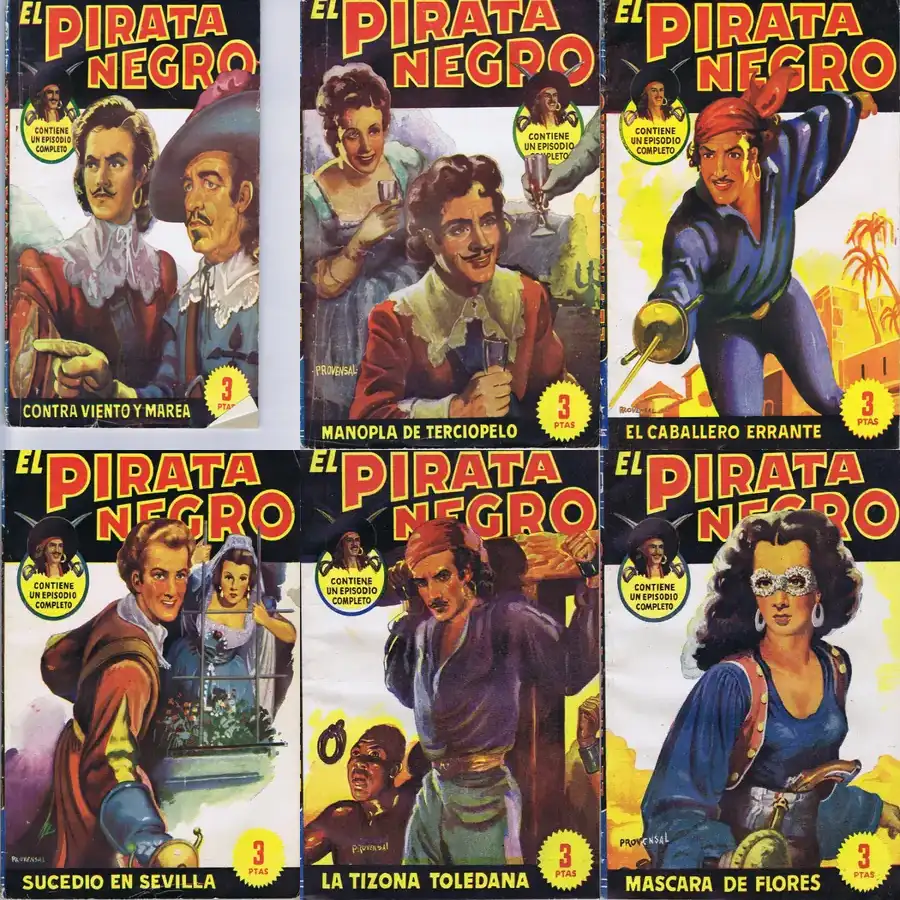 EL
PIRATA
NEGRO
CONTIENE
UN EPISODIO
COMPLETO
3
CONTRA VIENTO Y MAREA
EL
PIRATA
NEGRO
CONTIENE
UN EPISODIO
COMPLETO
PROVENSAL
3
PTAS
MANOPLA DE TERCIOPELO
EL
PIRATA
NEGRO
CONTIENE
UN EPISODIO
COMPLETO
PROVENSAL
3
PTAS
EL CABALLERO ERRANTE
EL
PIRATA
NEGRO
CONTIENE
UN EPISODIO
COMPLETO
PROVENSAL
3
PTAS
SUCEDIO EN SEVILLA
EL
PIRATA
NEGRO
CONTIENE
UN EPISODIO
COMPLETO
PROVENSAL
3
PTAS
LA TIZONA TOLEDANA
EL
PIRATA
NEGRO
CONTIENE
UN EPISODIO
COMPLETO
PROVENSAL
3
PTAS
MASCARA DE FLORES